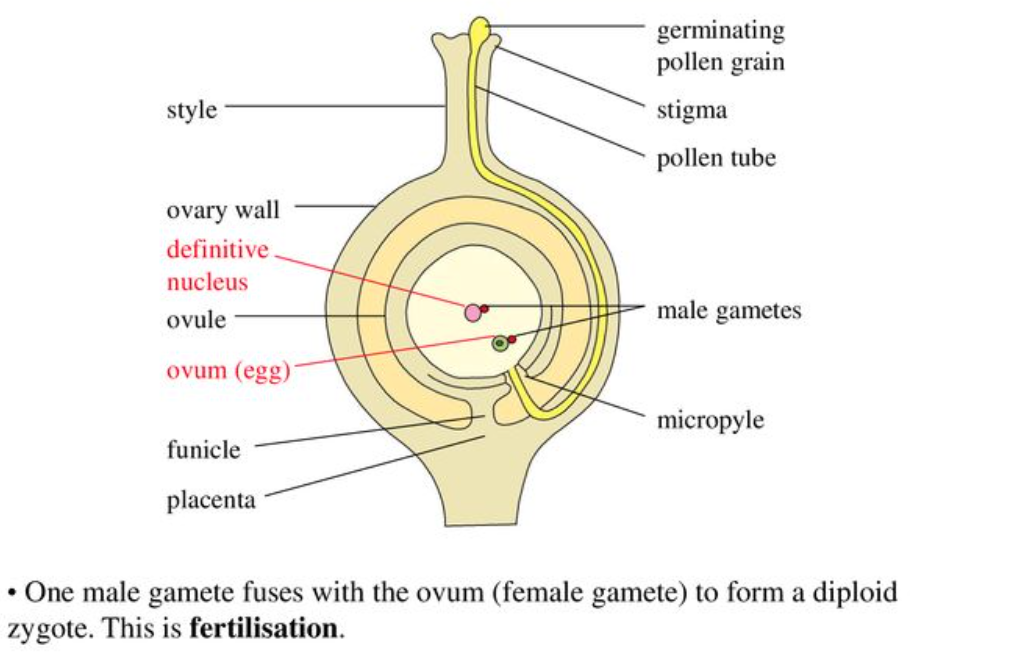 germinating
pollen grain
style
stigma
pollen tube
ovary wall
definitive
nucleus
ovule
male gametes
ovum (egg)
micropyle
funicle
placenta
• One male gamete fuses with the ovum (female gamete) to form a diploid
zygote. This is fertilisation.